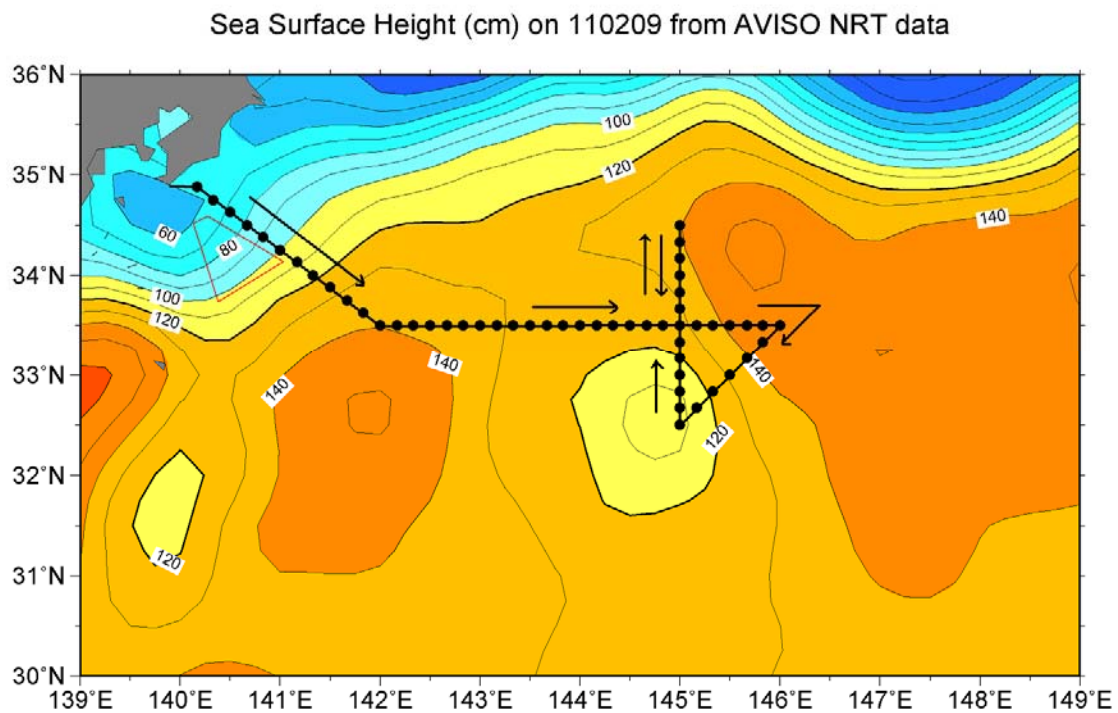 Sea Surface Height (cm) on 110209 from AVISO NRT data
36˚N
100
35˚N
120
140
60
80
34˚N
100
120
140
33˚N
140
140
120
32˚N
31˚N
120
30˚N
139˚E 140˚E 141˚E 142˚E 143˚E 144˚E 145˚E 146˚E 147˚E 148˚E 149˚E